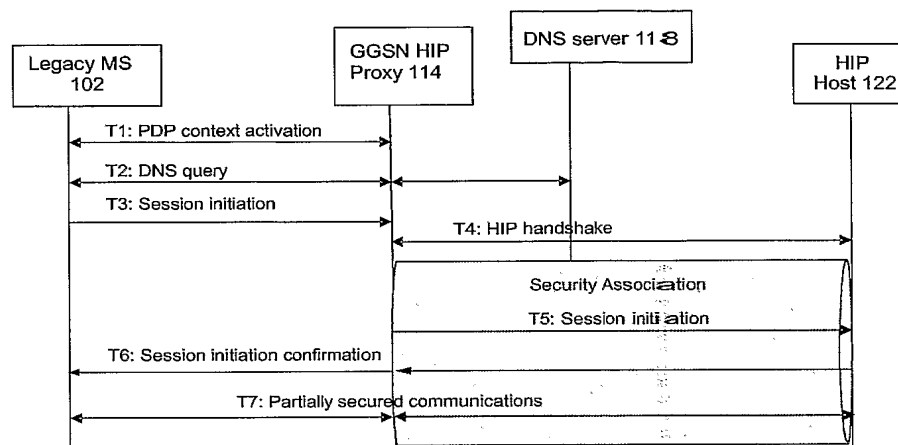 Legacy MS
102
GGSN HIP
Proxy 114
DNS server 118
HIP
Host 122
T1: PDP context activation
T2: DNS query
T3: Session initiation
T4: HIP handshake
Security Association
T5: Session initiation
T6: Session initiation confirmation
T7: Partially secured communications